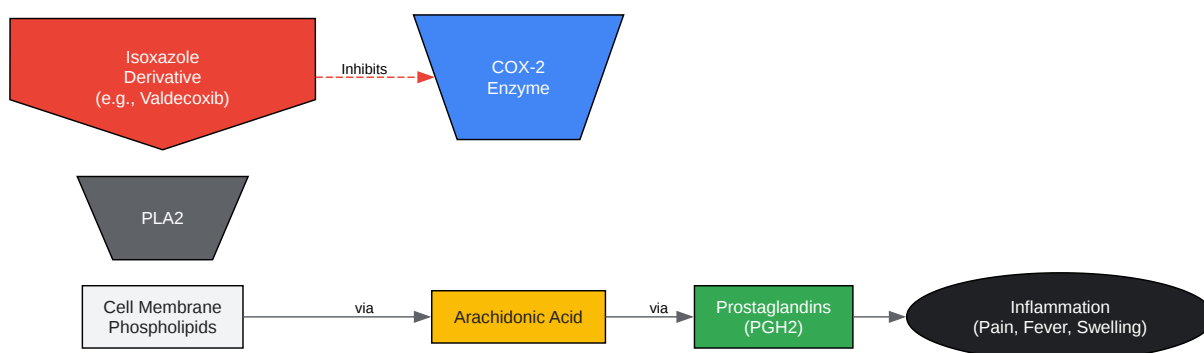 Isoxazole
Derivative
(e.g., Valdecoxib)
Inhibits
COX-2
Enzyme
PLA2
Cell Membrane
Phospholipids
via
Arachidonic Acid
via
Prostaglandins
(PGH2)
Inflammation
(Pain, Fever, Swelling)